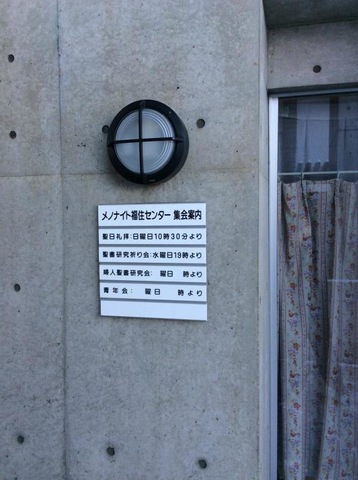 メノナイト福住センター 集会案内
聖日礼拝:日曜日10時30分より
聖書研究祈り会:水曜日19時より
婦人聖書研究会: 曜日 時より
青年会: 曜日 時より